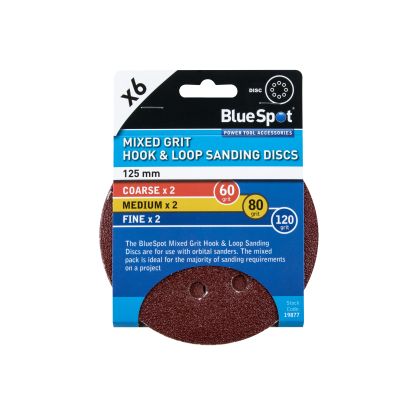 x6
DISC
BlueSpot
POWER TOOL ACCESSORIES
MIXED GRIT
HOOK & LOOP SANDING DISCS
125 mm
COARSE x 2
60
grit
MEDIUM x 2
80
grit
FINE x 2
120
grit
The BlueSpot Mixed Grit Hook & Loop Sanding
Discs are for use with orbital sanders. The mixed
pack is ideal for the majority of sanding requirements
on a project
Stock
Code:
19877